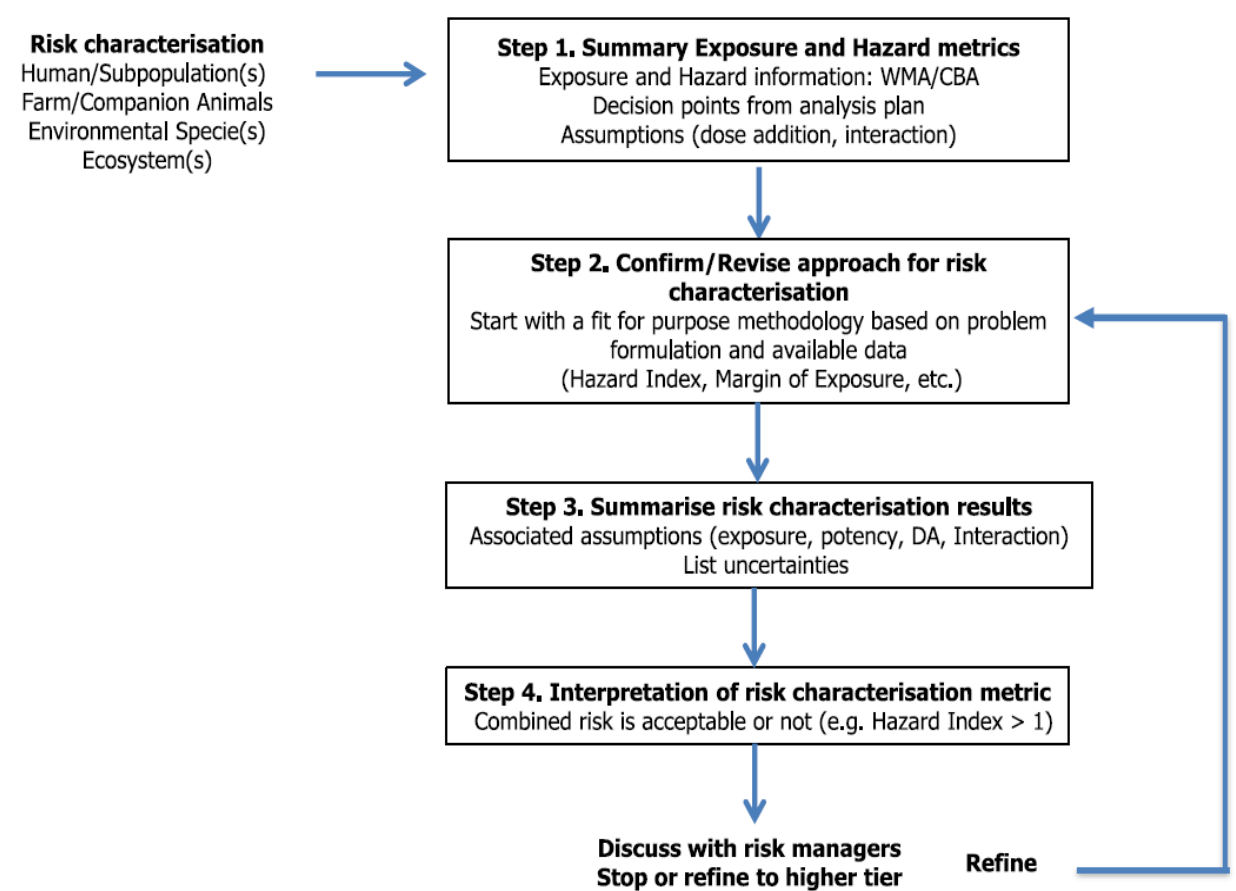 Risk characterisation
Human/Subpopulation(s)
Farm/Companion Animals
Environmental Specie(s)
Ecosystem(s)
Step 1. Summary Exposure and Hazard metrics
Exposure and Hazard information: WMA/CBA
Decision points from analysis plan
Assumptions (dose addition, interaction)
Step 2. Confirm/Revise approach for risk
characterisation
Start with a fit for purpose methodology based on problem
formulation and available data
(Hazard Index, Margin of Exposure, etc.)
Step 3. Summarise risk characterisation results
Associated assumptions (exposure, potency, DA, Interaction)
List uncertainties
Step 4. Interpretation of risk characterisation metric
Combined risk is acceptable or not (e.g. Hazard Index > 1)
Discuss with risk managers
Stop or refine to higher tier
Refine